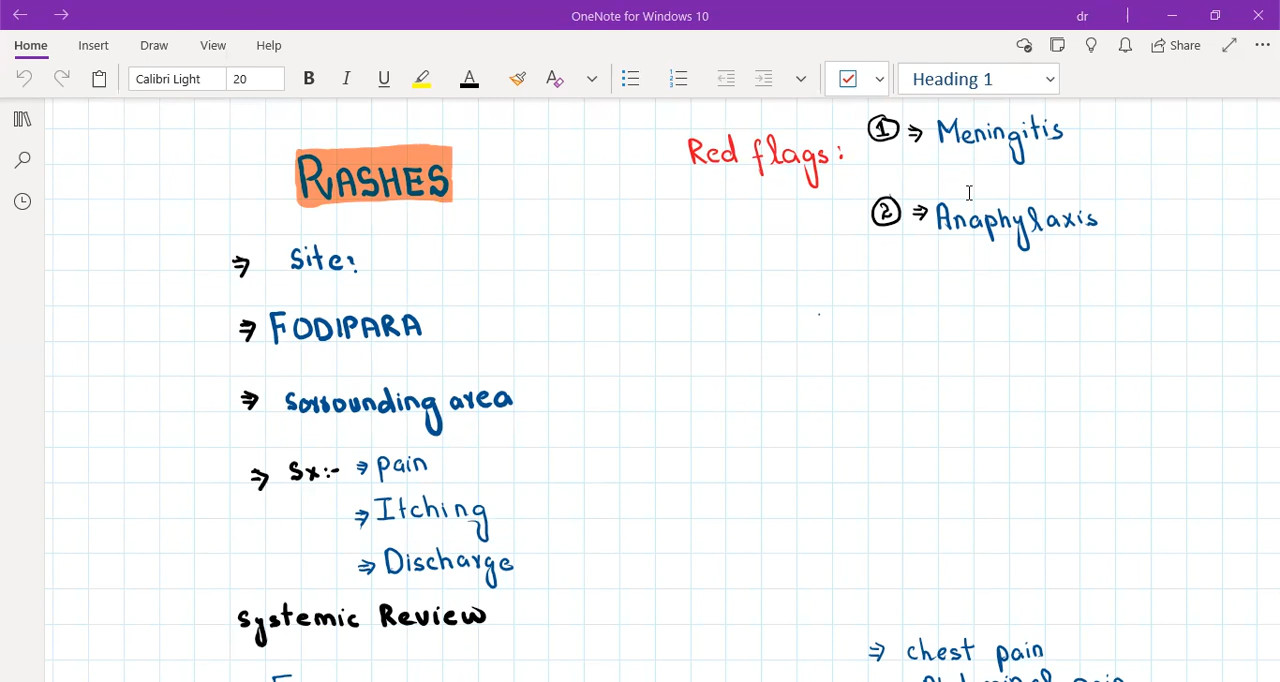 OneNote for Windows 10
dr
Home Insert Draw View Help
Share
Calibri Light 20 B I U A A Heading 1
RASHES
Red flags:
① ⇒ Meningitis
② ⇒ Anaphylaxis
⇒ Site:
⇒ FODIPARA
⇒ sorrounding area
⇒ Sx:- ⇒ pain
⇒ Itching
⇒ Discharge
systemic Review
⇒ chest pain